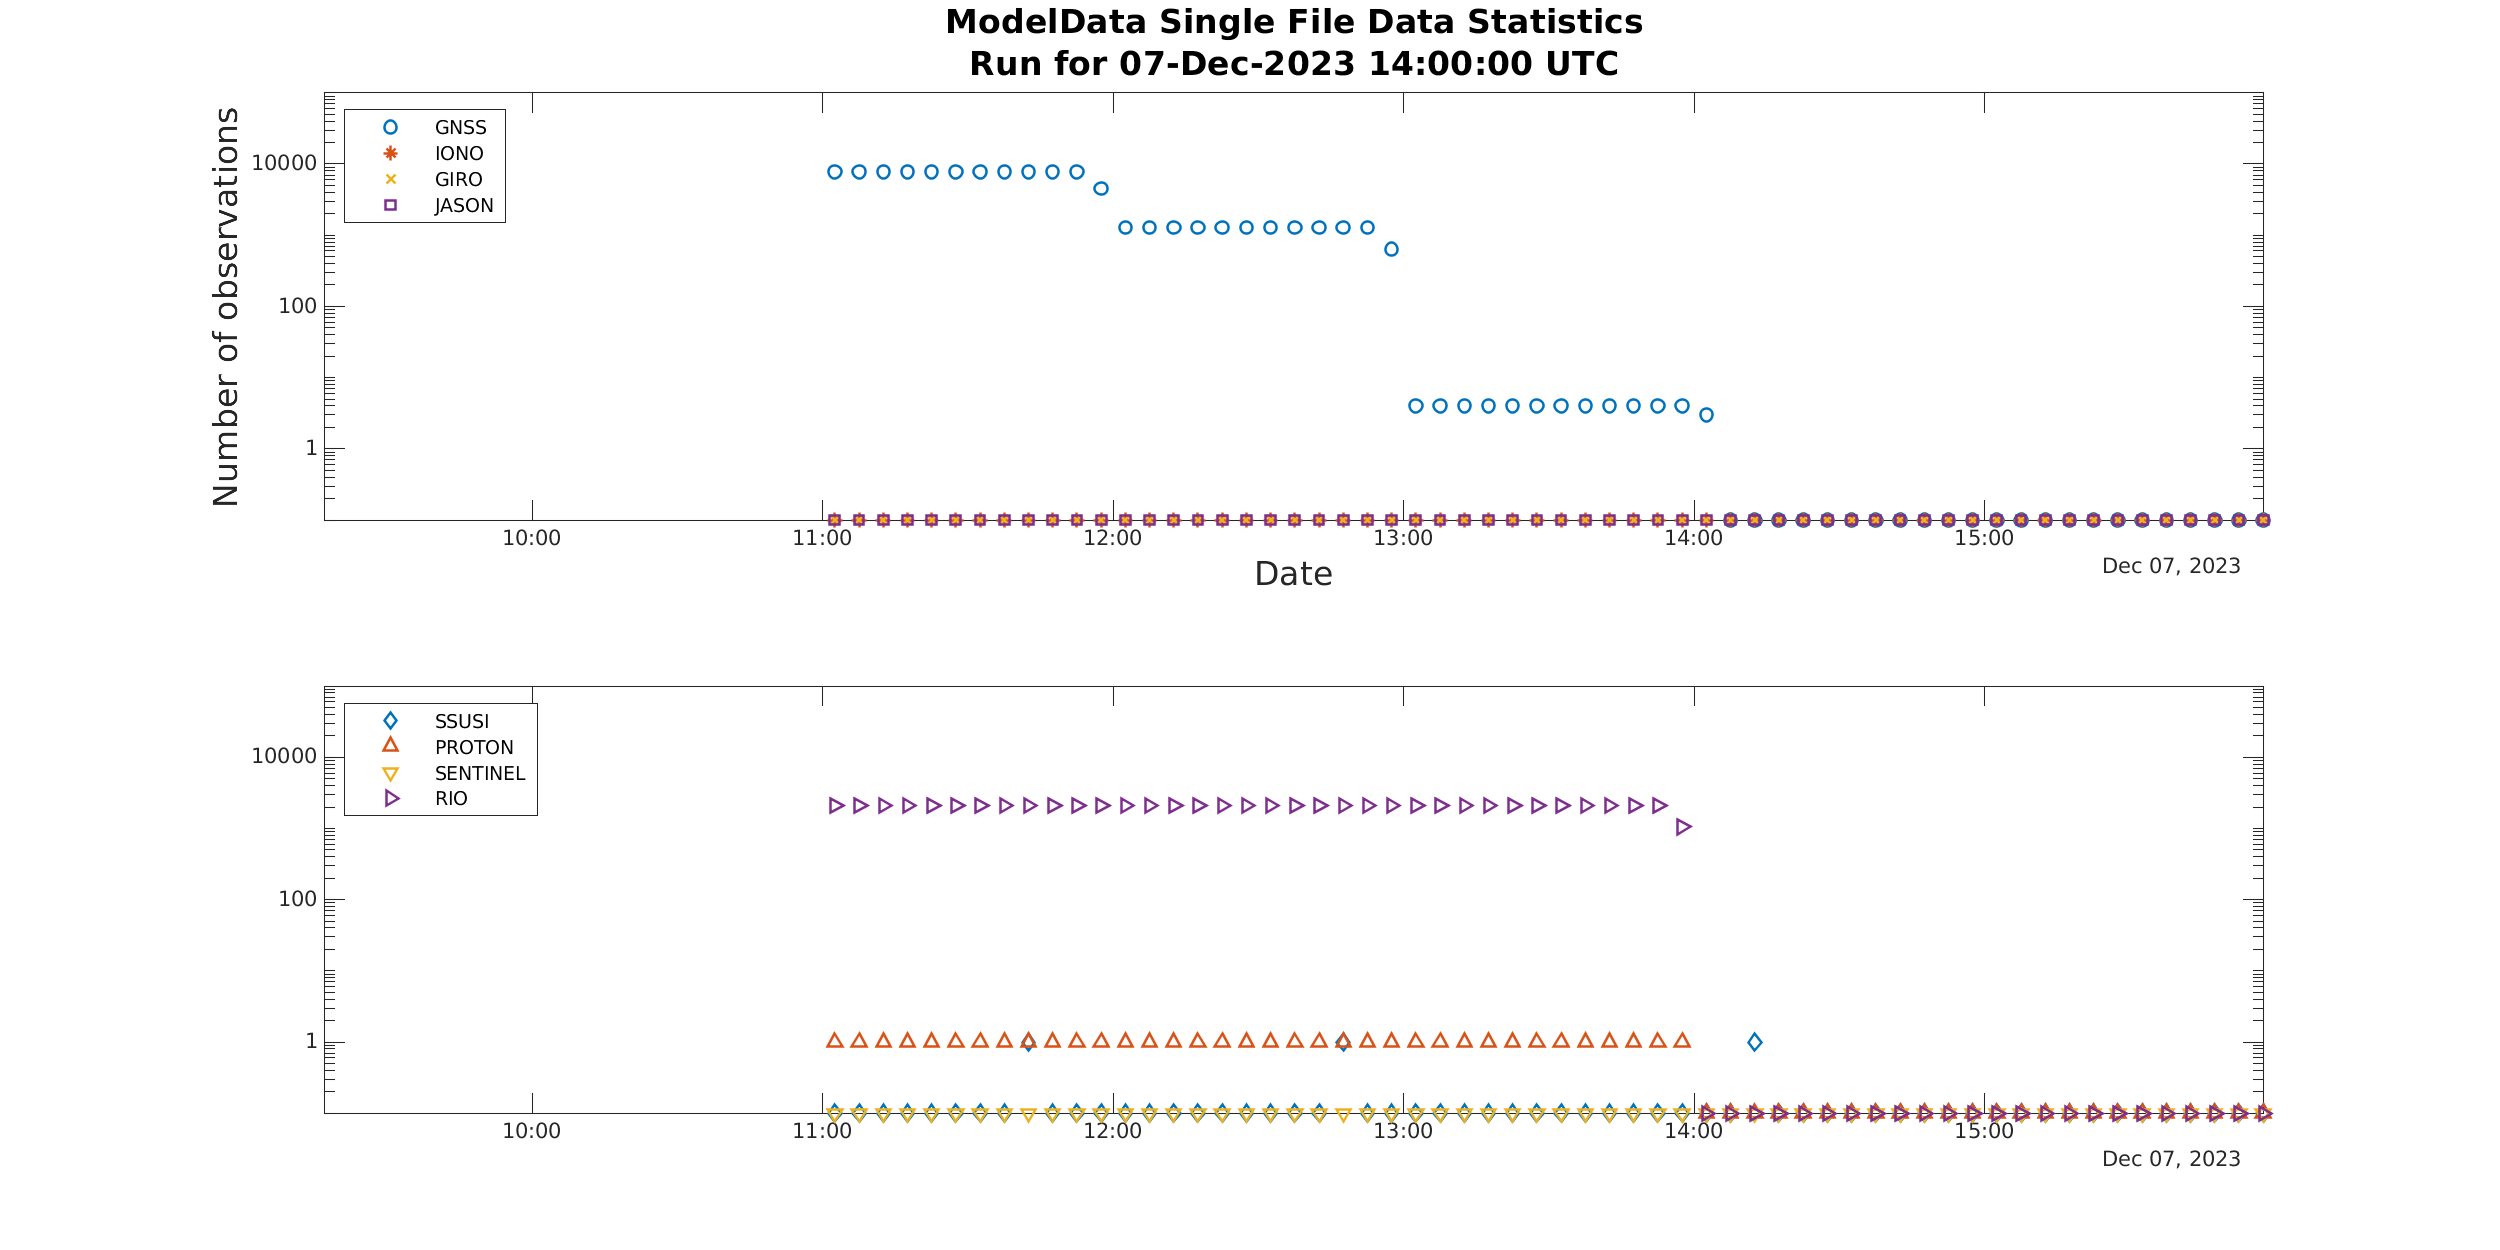 ModelData Single File Data Statistics
Run for 07-Dec-2023 14:00:00 UTC
Number of observations
10000
100
1
GNSS
IONO
GIRO
JASON
10:00 11:00 12:00 13:00 14:00 15:00
Dec 07, 2023
Date
10000
100
1
SSUSI
PROTON
SENTINEL
RIO
10:00 11:00 12:00 13:00 14:00 15:00
Dec 07, 2023